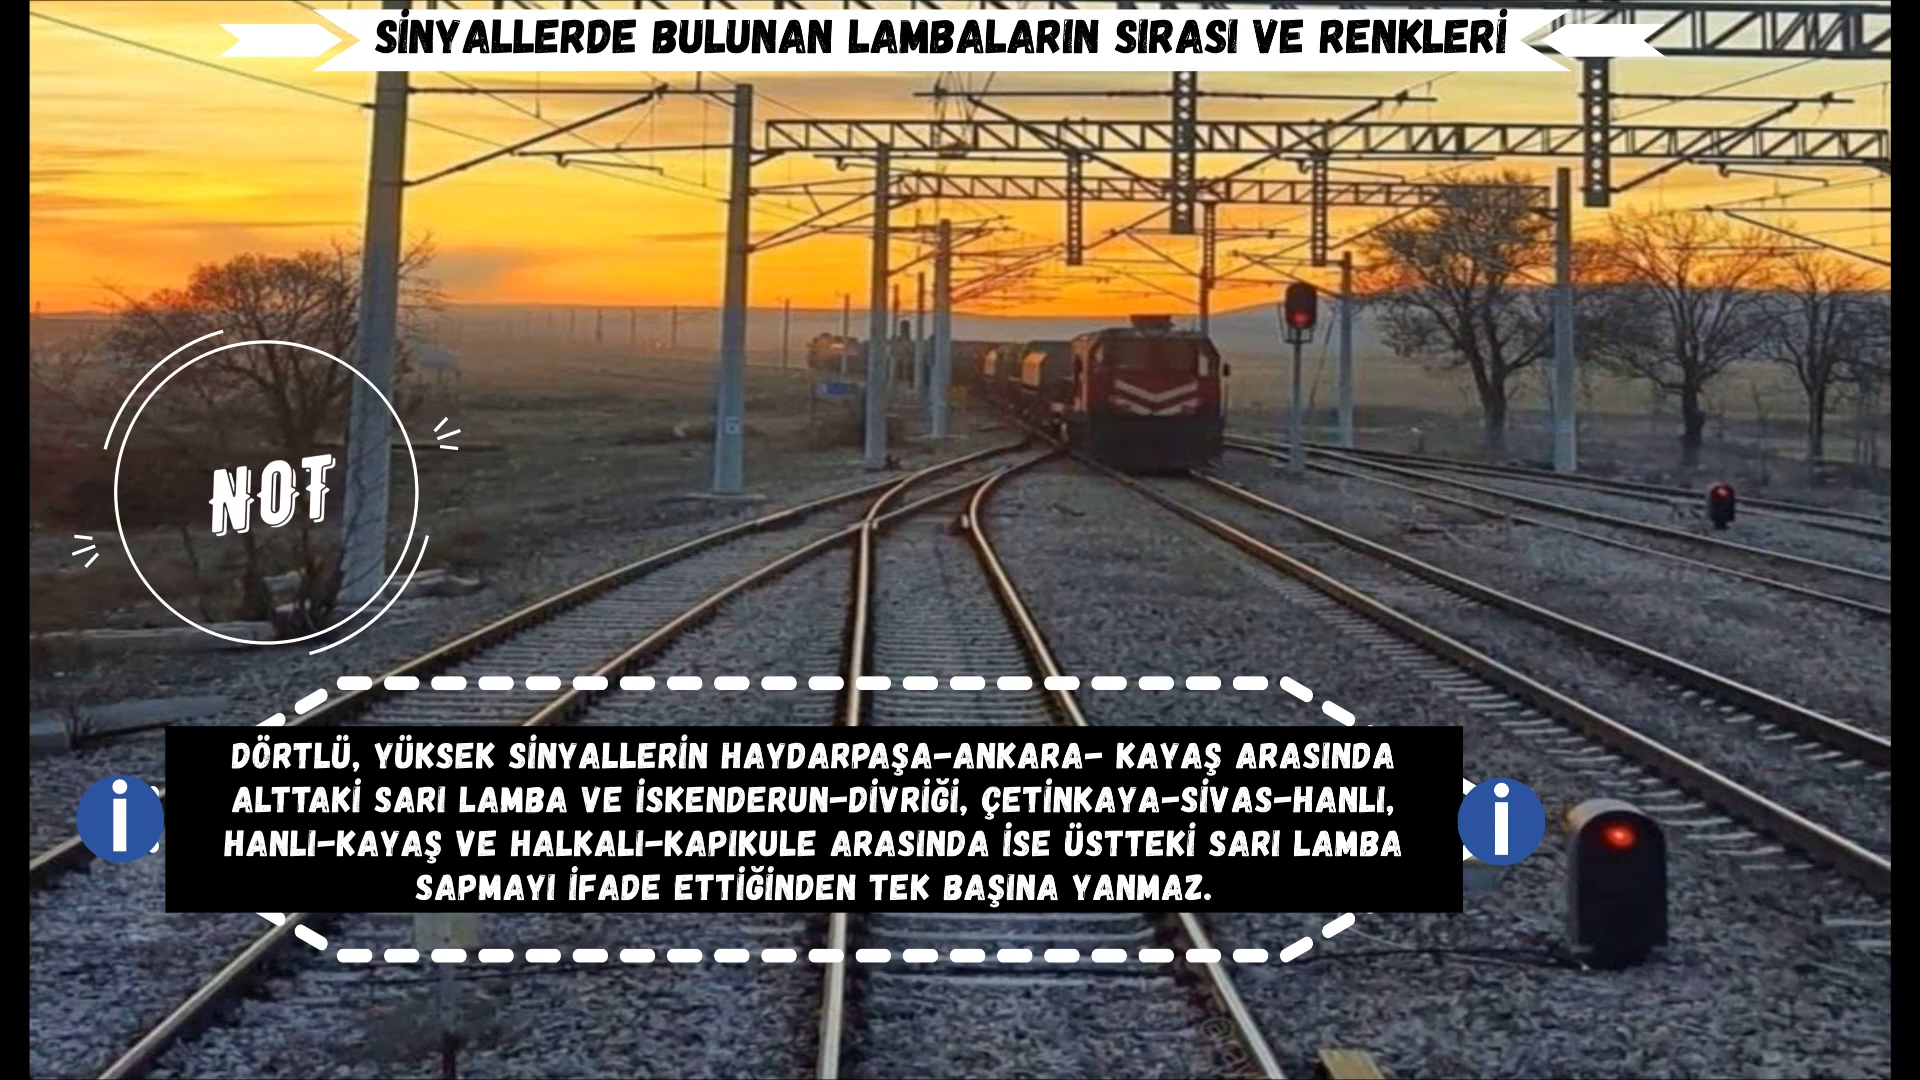 SİNYALLERDE BULUNAN LAMBALARIN SIRASI VE RENKLERİ
NOT
DÖRTLÜ, YÜKSEK SİNYALLERİN HAYDARPAŞA-ANKARA- KAYAŞ ARASINDA
ALTTAKİ SARI LAMBA VE İSKENDERUN-DİVRİĞİ, ÇETİNKAYA-SİVAS-HANLI,
HANLI-KAYAŞ VE HALKALI-KAPIKULE ARASINDA İSE ÜSTTEKİ SARI LAMBA
SAPMAYI İFADE ETTİĞİNDEN TEK BAŞINA YANMAZ.
i
i